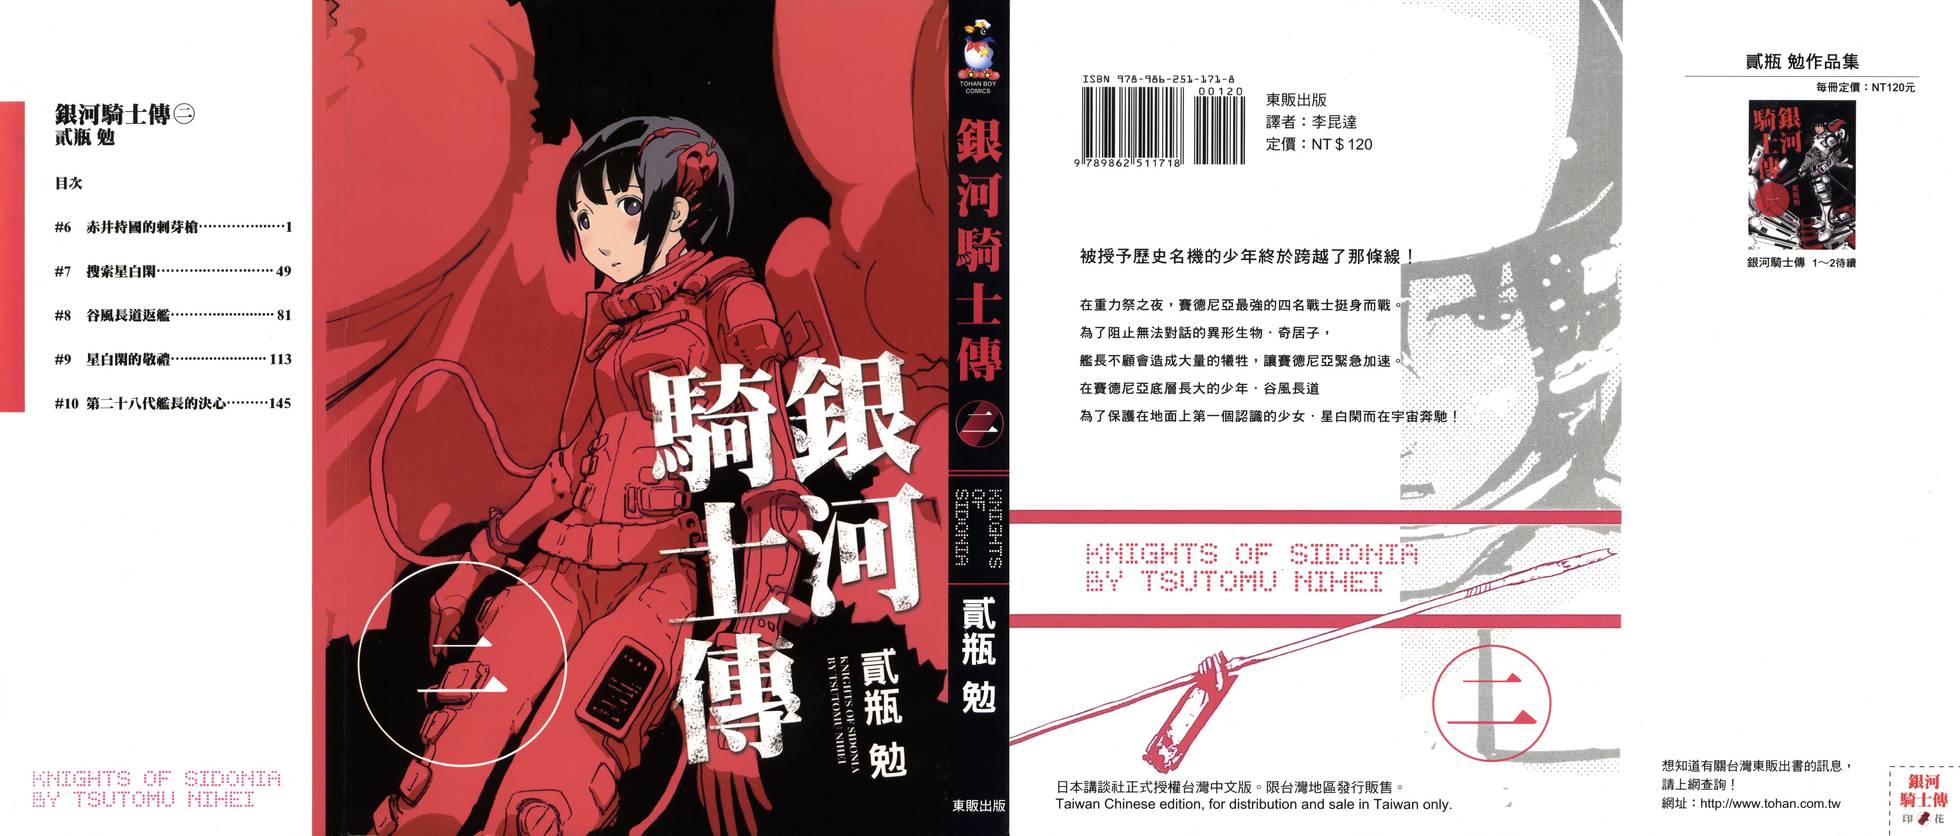 銀河騎士傳㊁
貳瓶 勉
目次
#6 赤井持國的刺芽槍…………………1
#7 搜索星白閑…………………49
#8 谷風長道返艦…………………81
#9 星白閑的敬禮…………………113
#10 第二十八代艦長的決心………145
KNIGHTS OF SIDONIA
BY TSUTOMU NIHEI
銀河
騎士傳
二
貳瓶 勉
KNIGHTS OF SIDONIA
BY TSUTOMU NIHEI
TOHAN BOY
COMICS
銀河騎士傳
二
KNIGHTS
OF
SIDONIA
貳瓶 勉
東販出版
ISBN 978-986-251-171-8
00120
9 789862 511718
東販出版
譯者：李昆達
定價：NT＄120
被授予歷史名機的少年終於跨越了那條線！
在重力祭之夜，賽德尼亞最強的四名戰士挺身而戰。
為了阻止無法對話的異形生物．奇居子，
艦長不顧會造成大量的犧牲，讓賽德尼亞緊急加速。
在賽德尼亞底層長大的少年．谷風長道
為了保護在地面上第一個認識的少女．星白閑而在宇宙奔馳！
KNIGHTS OF SIDONIA
BY TSUTOMU NIHEI
二
日本講談社正式授權台灣中文版。限台灣地區發行販售。
Taiwan Chinese edition, for distribution and sale in Taiwan only.
貳瓶 勉作品集
每冊定價：NT120元
銀河
騎士傳
一
貳瓶勉
銀河騎士傳 1～2待續
想知道有關台灣東販出書的訊息，
請上網查詢！
網址：http://www.tohan.com.tw
銀河
騎士傳
印 花